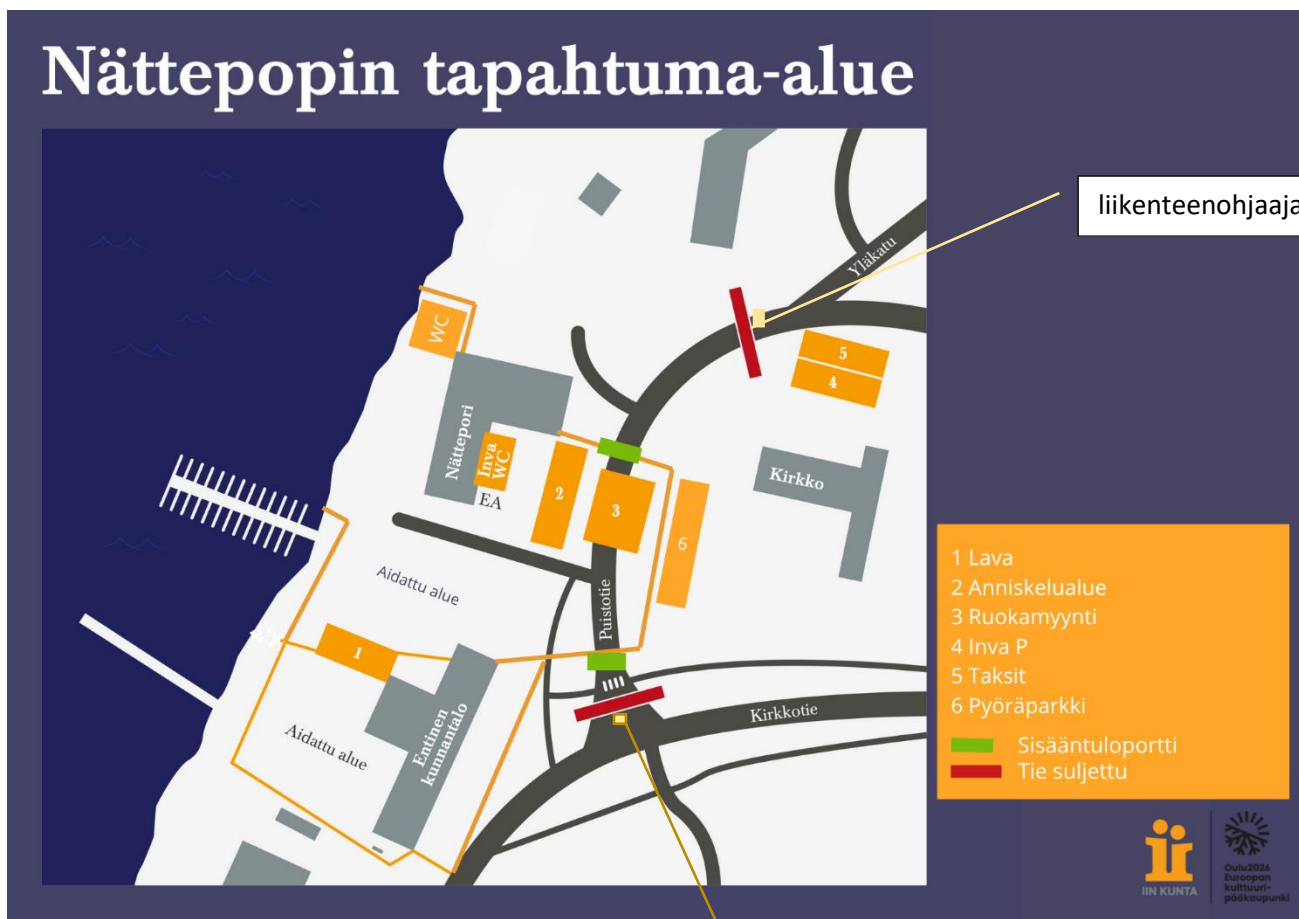 Nättepopin tapahtuma-alue
liikenteenohjaaja
Yläkatu
WC
5
4
Nättepori
Inva
WC
EA
2
3
6
Kirkko
Aidattu alue
Puistotie
1
Entinen
kunnantalo
Aidattu alue
Kirkkotie
1 Lava
2 Anniskelualue
3 Ruokamyynti
4 Inva P
5 Taksit
6 Pyöräparkki
Sisääntuloportti
Tie suljettu
IIN KUNTA
Oulu2026
Euroopan
kulttuuri-
pääkaupunki